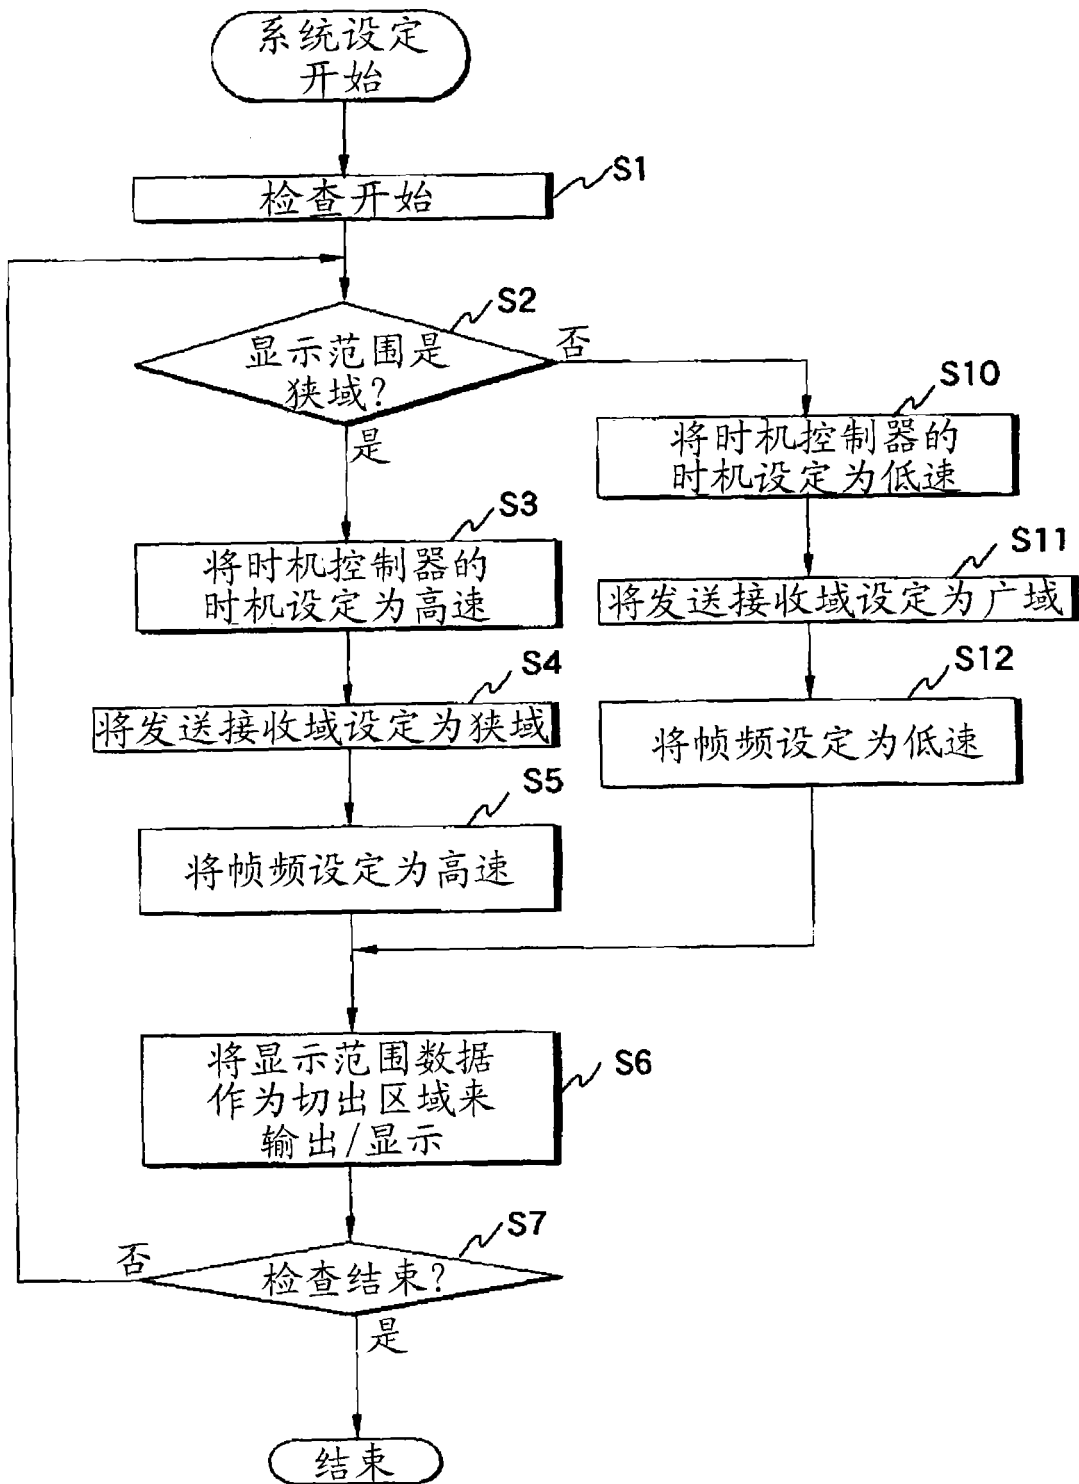 系统设定
开始
S1
检查开始
S2
显示范围是
狭域?
否
是
S10
将时机控制器的
时机设定为低速
S3
将时机控制器的
时机设定为高速
S11
将发送接收域设定为广域
S4
将发送接收域设定为狭域
S12
将帧频设定为低速
S5
将帧频设定为高速
S6
将显示范围数据
作为切出区域来
输出/显示
S7
否
检查结束?
是
结束